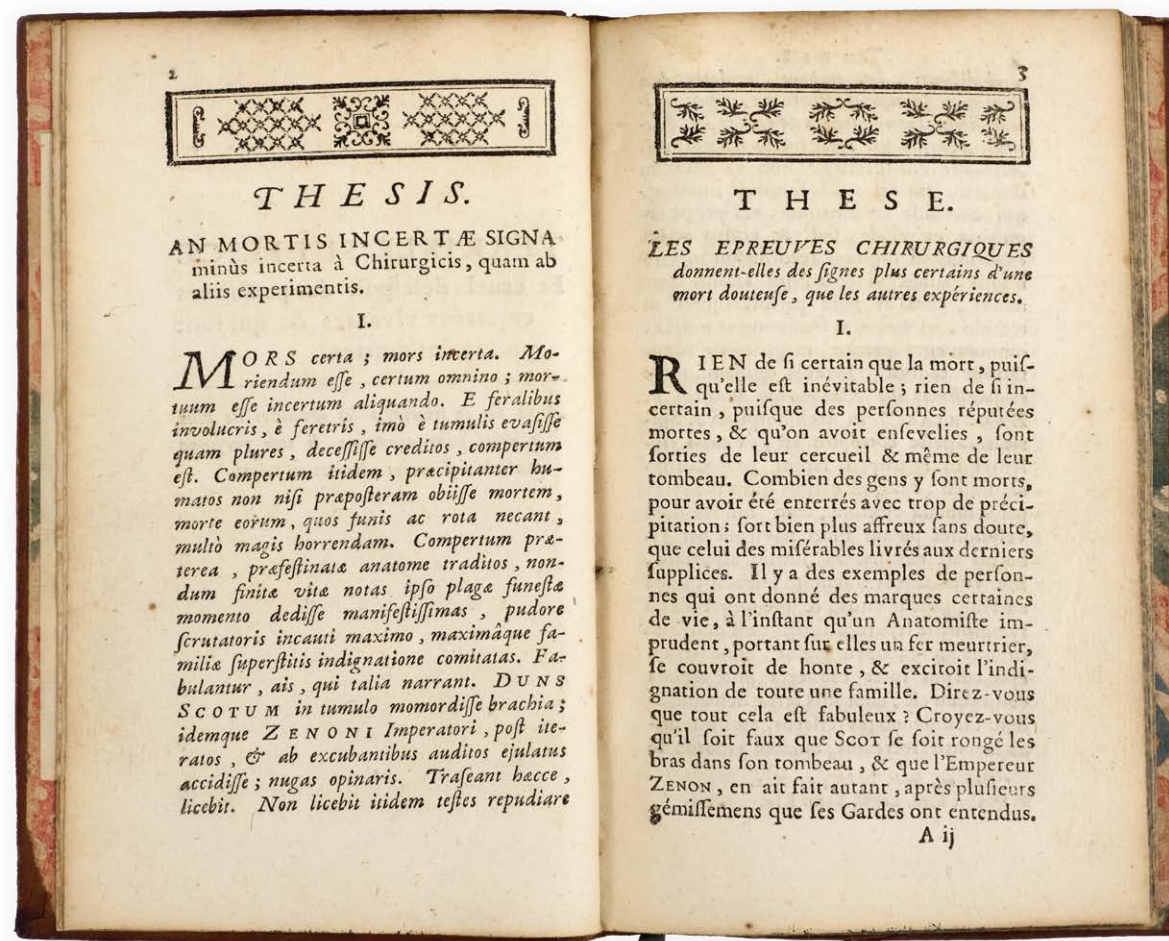 2
THESIS.
AN MORTIS INCERTÆ SIGNA
minùs incerta à Chirurgicis, quam ab
aliis experimentis.
I.
MORS certa ; mors incerta. Mo-
riendum eſſe , certum omnino ; mor-
tuum eſſe incertum aliquando. E feralibus
involucris , è feretris , imò è tumulis evaſiſſe
quam plures , deceſſiſſe creditos , compertum
eſt. Compertum itidem , præcipitanter hu-
matos non niſi præpoſteram obiiſſe mortem,
morte eorum, quos funis ac rota necant ,
multò magis horrendam. Compertum præ-
terea , præfeſtinatæ anatome traditos , non-
dum finitæ vitæ notas ipſo plagæ funeſtæ
momento dediſſe manifeſtiſſimas , pudore
ſcrutatoris incauti maximo , maximâque fa-
miliæ ſuperſtitis indignatione comitatas. Fa-
bulantur , ais , qui talia narrant. DUNS
SCOTUM in tumulo momordiſſe brachia ;
idemque ZENONI Imperatori , poſt ite-
ratos , & ab excubantibus auditos ejulatus
accidiſſe ; nugas opinaris. Traſeant hæcce ,
licebit. Non licebit itidem teſtes repudiare
3
THESE.
LES EPREUVES CHIRURGIQUES
donnent-elles des ſignes plus certains d'une
mort douteuſe , que les autres expériences.
I.
RIEN de ſi certain que la mort , puiſ-
qu'elle eſt inévitable ; rien de ſi in-
certain , puiſque des perſonnes réputées
mortes , & qu'on avoit enſevelies , ſont
ſorties de leur cercueil & même de leur
tombeau. Combien des gens y ſont morts,
pour avoir été enterrés avec trop de préci-
pitation ; ſort bien plus affreux ſans doute,
que celui des miſérables livrés aux derniers
ſupplices. Il y a des exemples de perſon-
nes qui ont donné des marques certaines
de vie, à l'inſtant qu'un Anatomiſte im-
prudent , portant ſur elles un fer meurtrier,
ſe couvroit de honte , & excitoit l'indi-
gnation de toute une famille. Direz-vous
que tout cela eſt fabuleux ? Croyez-vous
qu'il ſoit faux que SCOT ſe ſoit rongé les
bras dans ſon tombeau , & que l'Empereur
ZENON , en ait fait autant , après pluſieurs
gémiſſemens que ſes Gardes ont entendus.
A ij